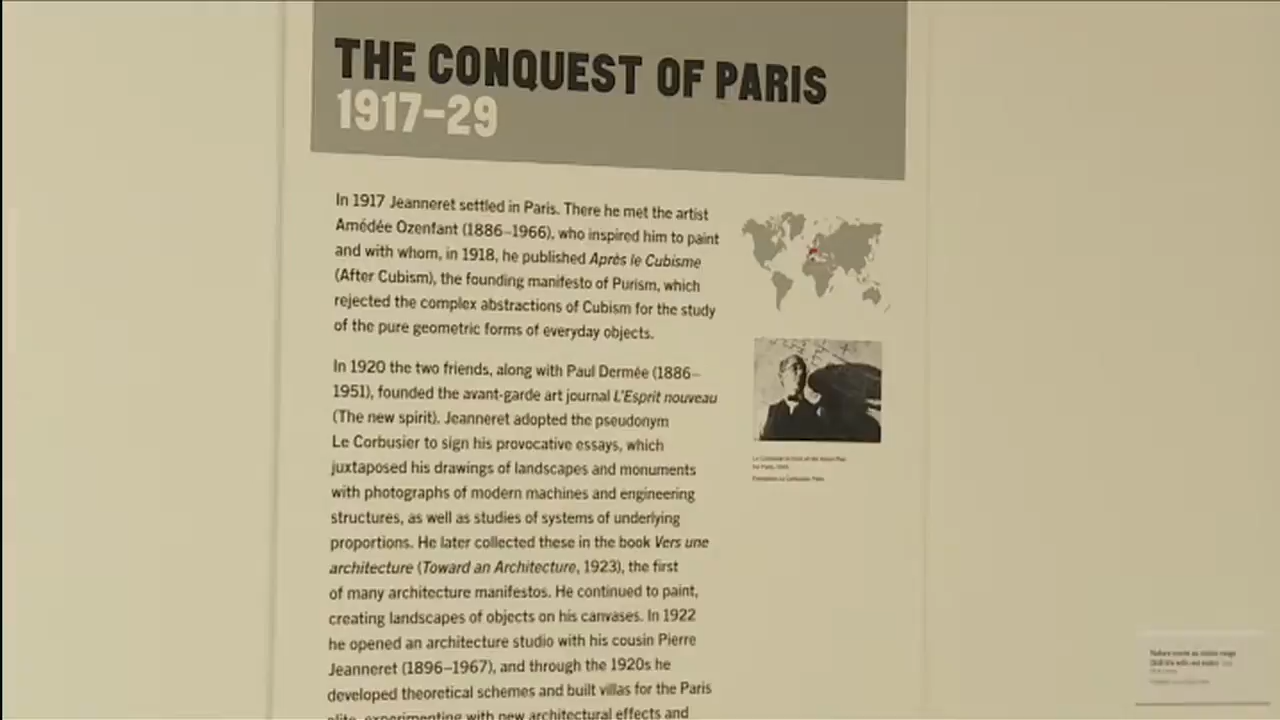 THE CONQUEST OF PARIS
1917–29
In 1917 Jeanneret settled in Paris. There he met the artist
Amédée Ozenfant (1886–1966), who inspired him to paint
and with whom, in 1918, he published Après le Cubisme
(After Cubism), the founding manifesto of Purism, which
rejected the complex abstractions of Cubism for the study
of the pure geometric forms of everyday objects.
In 1920 the two friends, along with Paul Dermée (1886–
1951), founded the avant-garde art journal L'Esprit nouveau
(The new spirit). Jeanneret adopted the pseudonym
Le Corbusier to sign his provocative essays, which
juxtaposed his drawings of landscapes and monuments
with photographs of modern machines and engineering
structures, as well as studies of systems of underlying
proportions. He later collected these in the book Vers une
architecture (Toward an Architecture, 1923), the first
of many architecture manifestos. He continued to paint,
creating landscapes of objects on his canvases. In 1922
he opened an architecture studio with his cousin Pierre
Jeanneret (1896–1967), and through the 1920s he
developed theoretical schemes and built villas for the Paris
elite, experimenting with new architectural effects and